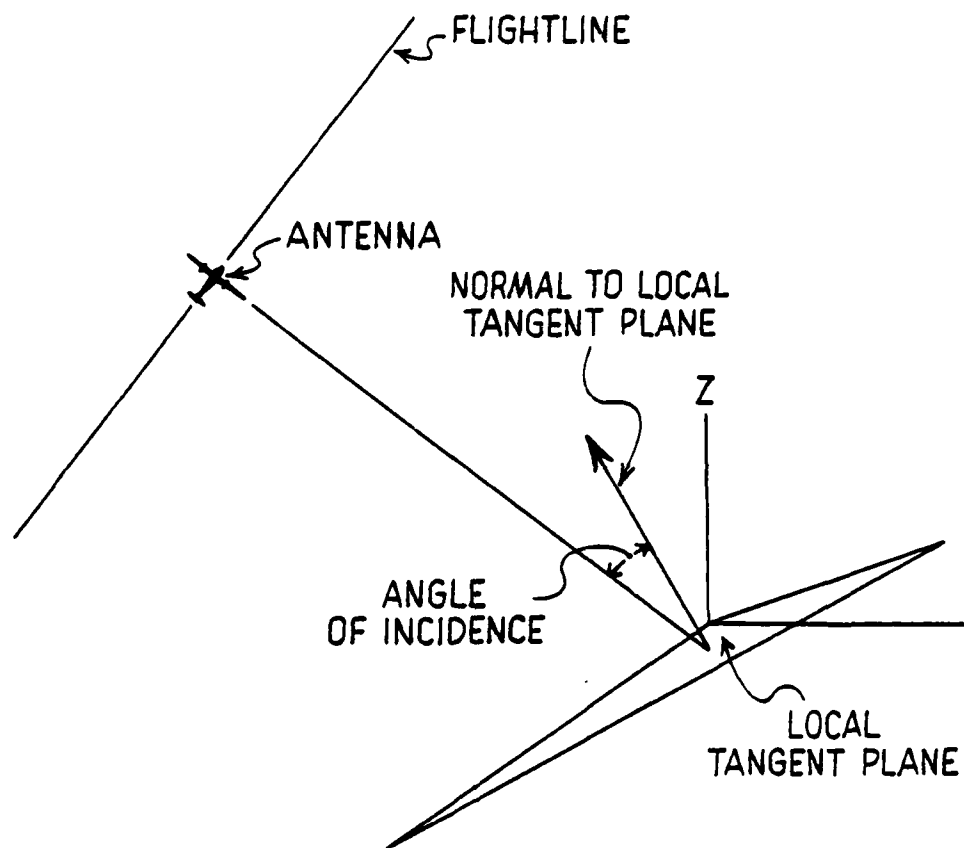 FLIGHTLINE
ANTENNA
NORMAL TO LOCAL
TANGENT PLANE
Z
ANGLE
OF INCIDENCE
LOCAL
TANGENT PLANE